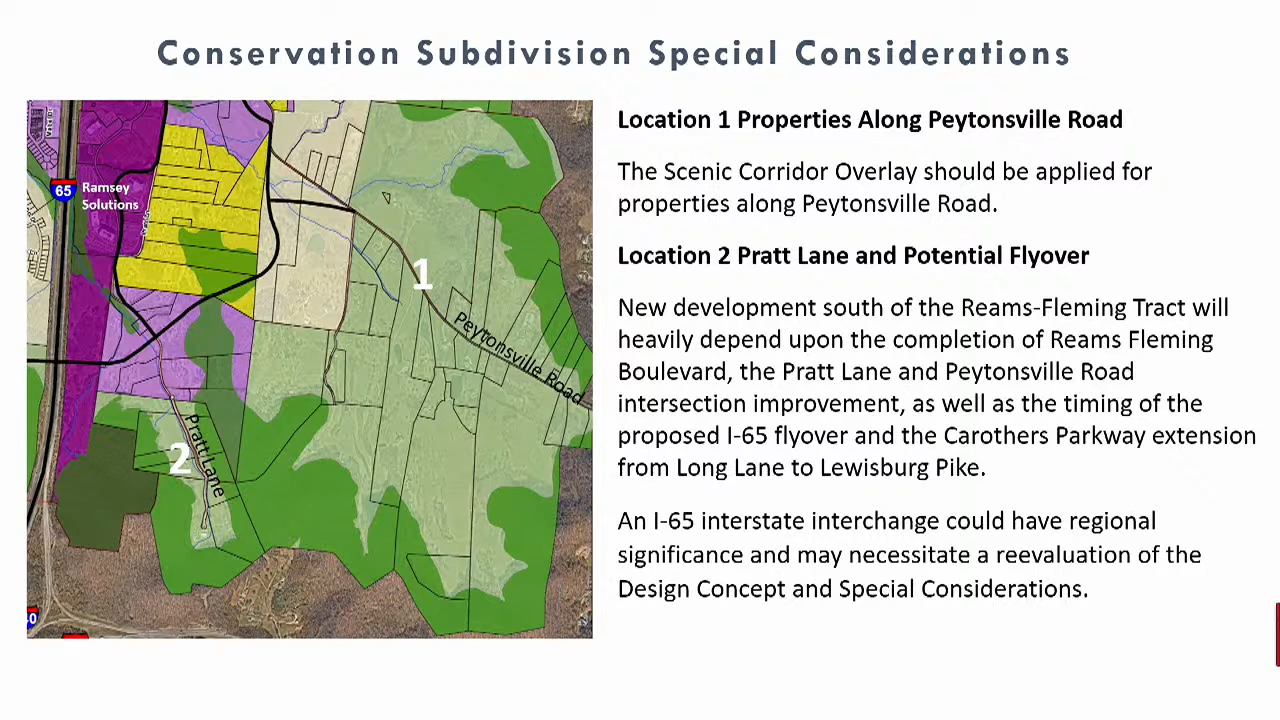 Conservation Subdivision Special Considerations
65
Ramsey
Solutions
1
Peytonsville Road
Pratt Lane
2
Location 1 Properties Along Peytonsville Road
The Scenic Corridor Overlay should be applied for
properties along Peytonsville Road.
Location 2 Pratt Lane and Potential Flyover
New development south of the Reams-Fleming Tract will
heavily depend upon the completion of Reams Fleming
Boulevard, the Pratt Lane and Peytonsville Road
intersection improvement, as well as the timing of the
proposed I-65 flyover and the Carothers Parkway extension
from Long Lane to Lewisburg Pike.
An I-65 interstate interchange could have regional
significance and may necessitate a reevaluation of the
Design Concept and Special Considerations.